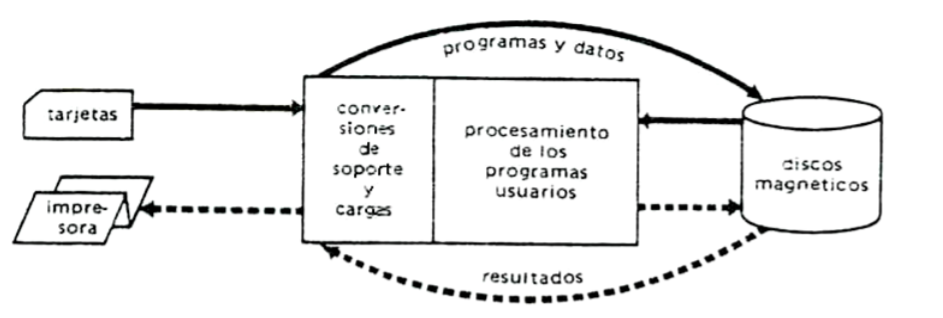 programas y datos
tarjetas
conver-
siones
de
soporte
y
cargas
procesamiento
de los
programas
usuarios
discos
magneticos
impre-
sora
resultados